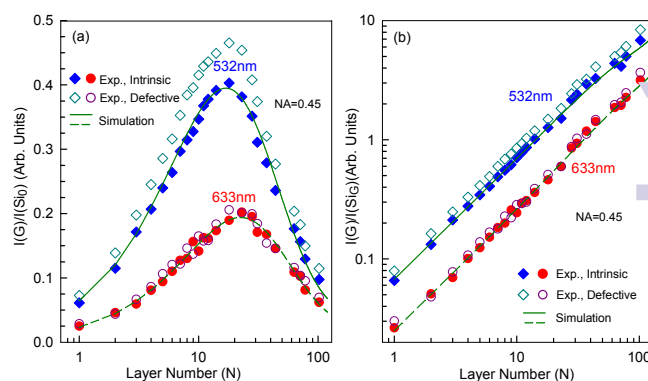 (a)
532nm
NA=0.45
Exp., Intrinsic
Exp., Defective
Simulation
633nm
I(G)/I(Si0) (Arb. Units)
0.5
0.4
0.3
0.2
0.1
0.0
1
10
100
Layer Number (N)
(b)
532nm
633nm
NA=0.45
Exp., Intrinsic
Exp., Defective
Simulation
I(G)/I(SiG)(Arb. Units)
10
1
0.1
1
10
100
Layer Number (N)